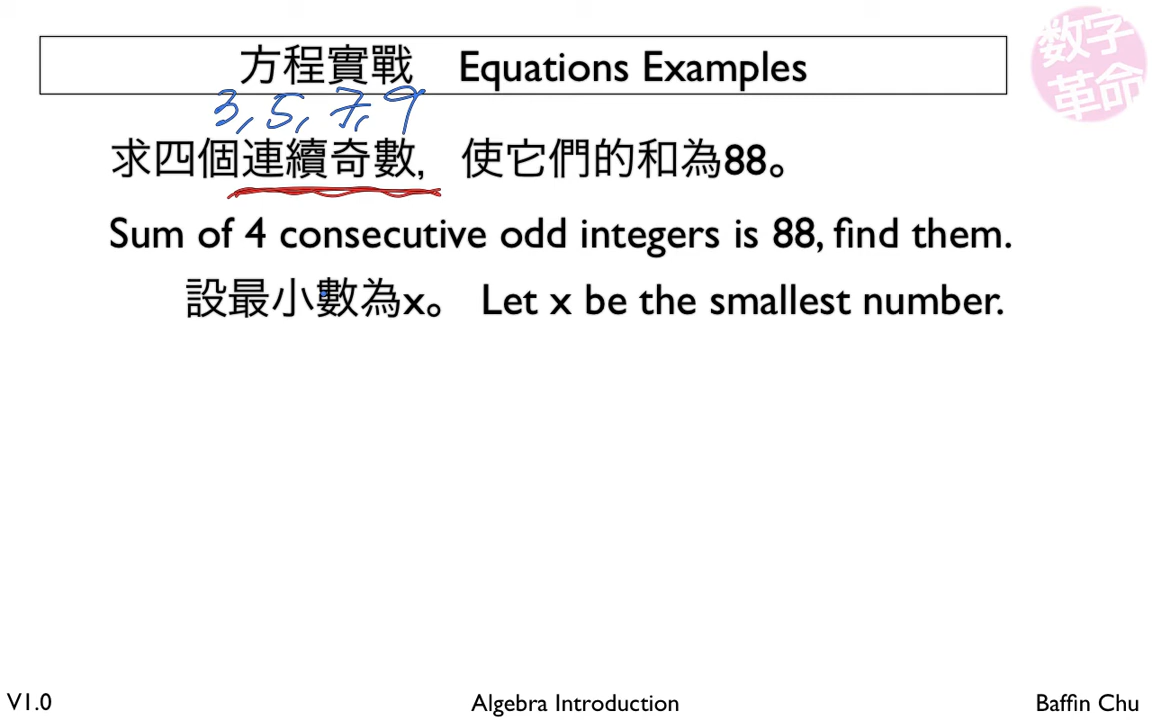 数字
革命
方程實戰 Equations Examples
3, 5, 7, 9
求四個連續奇數, 使它們的和為88。
Sum of 4 consecutive odd integers is 88, find them.
設最小數為x。 Let x be the smallest number.
V1.0 Algebra Introduction Baffin Chu